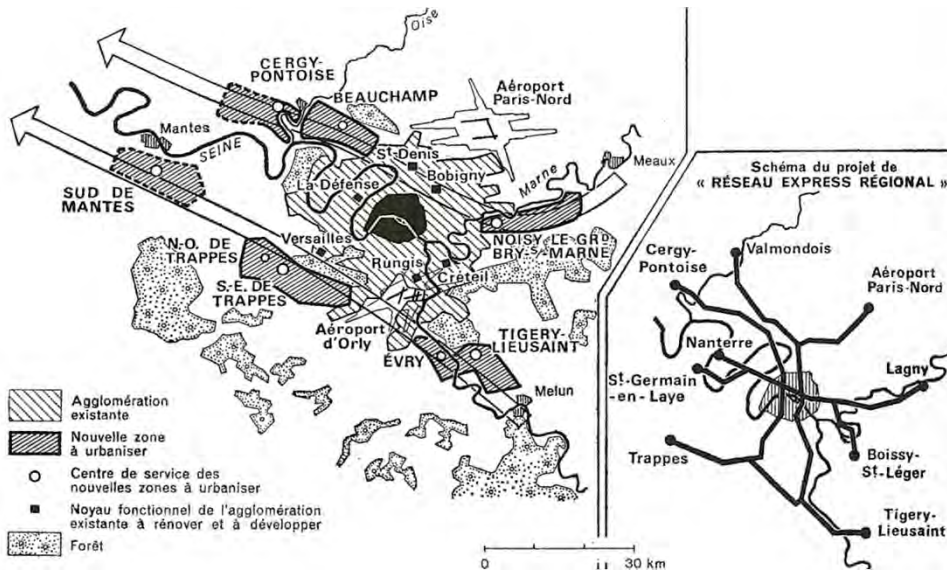 Oise
CERGY-
PONTOISE
BEAUCHAMP
Aéroport
Paris-Nord
Mantes
SEINE
St-Denis
Bobigny
Marne
Meaux
La Défense
SUD DE
MANTES
Versailles
NOISY-LE-GR
BRY-S-MARNE
N.-O. DE
TRAPPES
Rungis
Créteil
S.-E. DE
TRAPPES
Aéroport
d'Orly
TIGERY-
LIEUSAINT
ÉVRY
Melun
Agglomération
existante
Nouvelle zone
à urbaniser
Centre de service des
nouvelles zones à urbaniser
Noyau fonctionnel de l'agglomération
existante à rénover et à développer
Forêt
0 30 km
Schéma du projet de
« RÉSEAU EXPRESS RÉGIONAL »
Valmondois
Cergy-
Pontoise
Aéroport
Paris-Nord
Nanterre
St-Germain
-en-Laye
Lagny
Trappes
Boissy-
St-Léger
Tigery-
Lieusaint